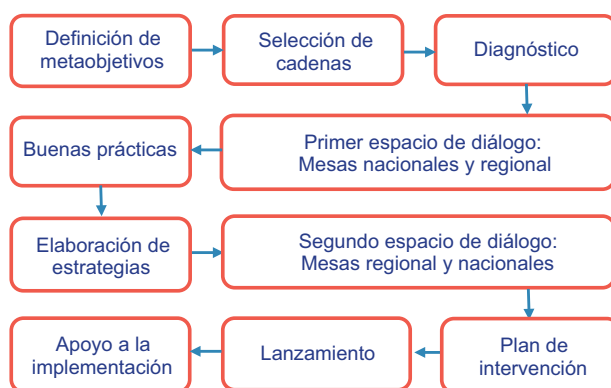 Definición de
metaobjetivos
Selección de
cadenas
Diagnóstico
Primer espacio de diálogo:
Mesas nacionales y regional
Buenas prácticas
Elaboración de
estrategias
Segundo espacio de diálogo:
Mesas regional y nacionales
Plan de
intervención
Lanzamiento
Apoyo a la
implementación